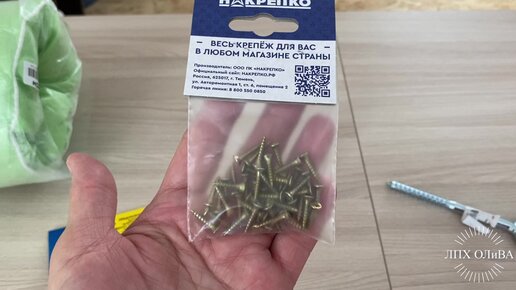 НАКРЕПКО
ВЕСЬ КРЕПЁЖ ДЛЯ ВАС
В ЛЮБОМ МАГАЗИНЕ СТРАНЫ
Производитель: ООО ПК «НАКРЕПКО»
Официальный сайт: НАКРЕПКО.РФ
Россия, 625017, г. Тюмень,
ул. Авторемонтная 1, ст. 6, помещение 2
Горячая линия: 8 800 550 0850
ЛПХ ОЛиВА